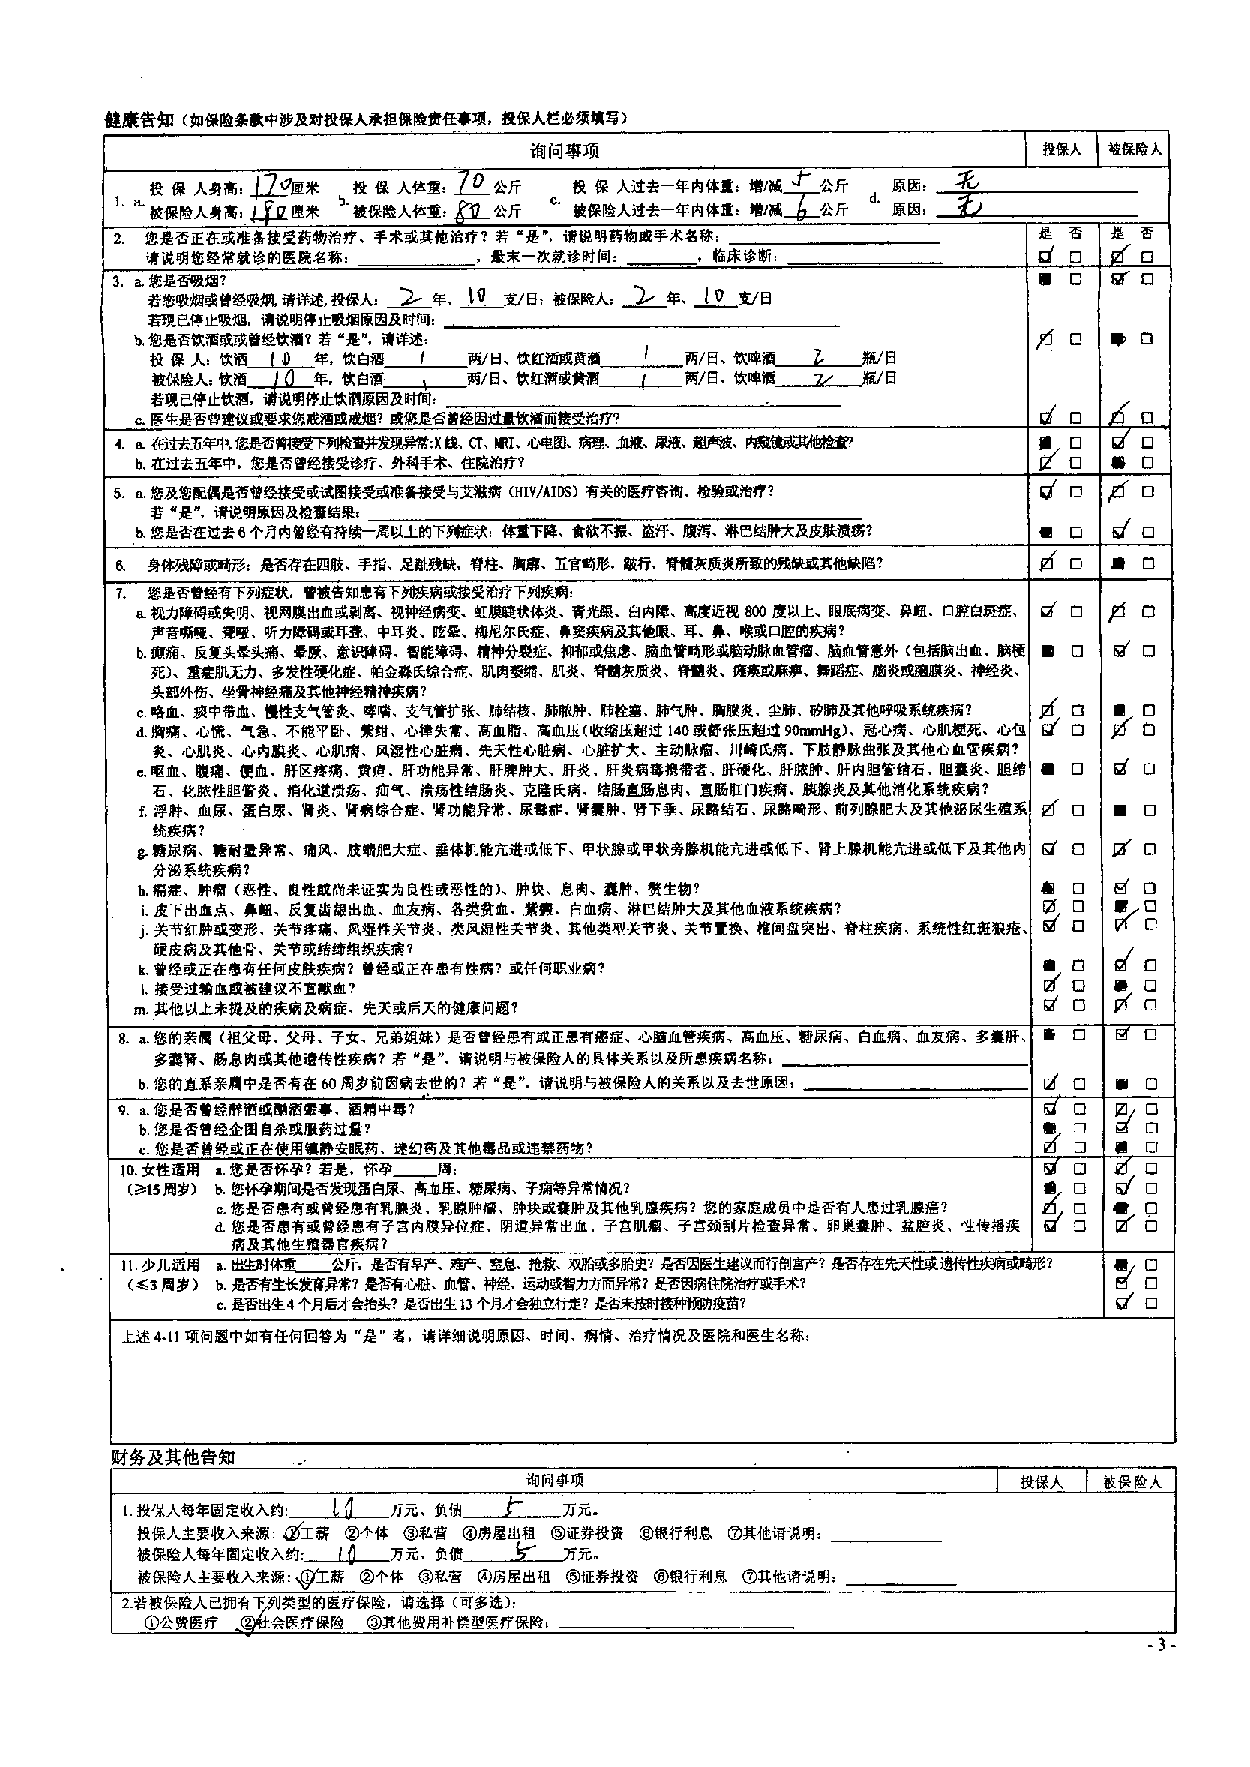 健康告知（如保险条款中涉及对投保人承担保险责任事项，投保人栏必须填写）
询问事项 投保人 被保险人
1. a. 投保人身高：170厘米 b. 投保人体重：70公斤 c. 投保人过去一年内体重：增/减5公斤 d. 原因：无
被保险人身高：180厘米 被保险人体重：80公斤 被保险人过去一年内体重：增/减6公斤 原因：无
2. 您是否正在或准备接受药物治疗、手术或其他治疗？若“是”，请说明药物或手术名称： 是 否 是 否
请说明您经常就诊的医院名称：，最末一次就诊时间：，临床诊断：
3. a. 您是否吸烟？
若您吸烟或曾经吸烟，请详述，投保人：2年，10支/日；被保险人：2年、10支/日
若现已停止吸烟，请说明停止吸烟原因及时间：
b. 您是否饮酒或或曾经饮酒？若“是”，请详述：
投保人：饮酒10年，饮白酒1两/日、饮红酒或黄酒1两/日、饮啤酒2瓶/日
被保险人：饮酒10年，饮白酒1两/日、饮红酒或黄酒1两/日，饮啤酒2瓶/日
若现已停止饮酒，请说明停止饮酒原因及时间：
c. 医生是否曾建议或要求您戒酒或戒烟？或您是否曾经因过量饮酒而接受治疗？
4. a. 在过去五年中，您是否曾接受下列检查并发现异常：X线、CT、MRI、心电图、病理、血液、尿液、超声波、内窥镜或其他检查？
b. 在过去五年中，您是否曾经接受诊疗、外科手术、住院治疗？
5. a. 您及您配偶是否曾经接受或试图接受或准备接受与艾滋病（HIV/AIDS）有关的医疗咨询，检验或治疗？
若“是”，请说明原因及检查结果：
b. 您是否在过去6个月内曾经有持续一周以上的下列症状：体重下降、食欲不振、盗汗、腹泻、淋巴结肿大及皮肤溃疡？
6. 身体残障或畸形：是否存在四肢、手指、足趾残缺，脊柱、胸廓、五官畸形，跛行，脊髓灰质炎所致的残缺或其他缺陷？
7. 您是否曾经有下列症状，曾被告知患有下列疾病或接受治疗下列疾病：
a. 视力障碍或失明、视网膜出血或剥离、视神经病变、虹膜睫状体炎、青光眼、白内障、高度近视800度以上、眼底病变、鼻衄、口腔白斑症、
声音嘶哑、聋哑、听力障碍或耳聋、中耳炎、眩晕、梅尼尔氏症、鼻窦疾病及其他眼、耳、鼻、喉或口腔的疾病？
b. 癫痫、反复头晕头痛、晕厥、意识障碍、智能障碍、精神分裂症、抑郁或焦虑、脑血管畸形或脑动脉血管瘤、脑血管意外（包括脑出血、脑梗
死）、重症肌无力、多发性硬化症、帕金森氏综合症、肌肉萎缩、肌炎、脊髓灰质炎、脊髓炎、瘫痪或麻痹、舞蹈症、脑炎或脑膜炎、神经炎、
头部外伤、坐骨神经痛及其他神经精神疾病？
c. 咯血、痰中带血、慢性支气管炎、哮喘、支气管扩张、肺结核、肺脓肿、肺栓塞、肺气肿、胸膜炎、尘肺、矽肺及其他呼吸系统疾病？
d. 胸痛、心慌、气急、不能平卧、紫绀、心律失常、高血脂、高血压（收缩压超过140或舒张压超过90mmHg）、冠心病、心肌梗死、心包
炎、心肌炎、心内膜炎、心肌病、风湿性心脏病、先天性心脏病、心脏扩大、主动脉瘤、川崎氏病、下肢静脉曲张及其他心血管疾病？
e. 呕血、腹痛、便血、肝区疼痛、黄疸、肝功能异常、肝脾肿大、肝炎、肝炎病毒携带者、肝硬化、肝脓肿、肝内胆管结石、胆囊炎、胆结
石、化脓性胆管炎、消化道溃疡、疝气、溃疡性结肠炎、克隆氏病、结肠直肠息肉、直肠肛门疾病、胰腺炎及其他消化系统疾病？
f. 浮肿、血尿、蛋白尿、肾炎、肾病综合症、肾功能异常、尿毒症、肾囊肿、肾下垂、尿路结石、尿路畸形、前列腺肥大及其他泌尿生殖系
统疾病？
g. 糖尿病、糖耐量异常、痛风、肢端肥大症、垂体机能亢进或低下、甲状腺或甲状旁腺机能亢进或低下、肾上腺机能亢进或低下及其他内
分泌系统疾病？
h. 癌症、肿瘤（恶性、良性或尚未证实为良性或恶性的）、肿块、息肉、囊肿、赘生物？
i. 皮下出血点、鼻衄、反复齿龈出血、血友病、各类贫血、紫癜、白血病、淋巴结肿大及其他血液系统疾病？
j. 关节红肿或变形、关节疼痛、风湿性关节炎、类风湿性关节炎、其他类型关节炎、关节置换、椎间盘突出、脊柱疾病、系统性红斑狼疮、
硬皮病及其他骨、关节或结缔组织疾病？
k. 曾经或正在患有任何皮肤疾病？曾经或正在患有性病？或任何职业病？
l. 接受过输血或被建议不宜献血？
m. 其他以上未提及的疾病及病症、先天或后天的健康问题？
8. a. 您的亲属（祖父母、父母、子女、兄弟姐妹）是否曾经患有或正患有癌症、心脑血管疾病、高血压、糖尿病、白血病、血友病、多囊肝、
多囊肾、肠息肉或其他遗传性疾病？若“是”，请说明与被保险人的具体关系以及所患疾病名称：
b. 您的直系亲属中是否有在60周岁前因病去世的？若“是”，请说明与被保险人的关系以及去世原因：
9. a. 您是否曾经醉酒或酗酒滋事、酒精中毒？
b. 您是否曾经企图自杀或服药过量？
c. 您是否曾经或正在使用镇静安眠药、迷幻药及其他毒品或违禁药物？
10. 女性适用 a. 您是否怀孕？若是，怀孕周；
（≥15周岁） b. 您怀孕期间是否发现蛋白尿、高血压、糖尿病、子痫等异常情况？
c. 您是否患有或曾经患有乳腺炎、乳腺肿瘤、肿块或囊肿及其他乳腺疾病？您的家庭成员中是否有人患过乳腺癌？
d. 您是否患有或曾经患有子宫内膜异位症、阴道异常出血、子宫肌瘤、子宫颈刮片检查异常、卵巢囊肿、盆腔炎、性传播疾
病及其他生殖器官疾病？
11. 少儿适用 a. 出生时体重公斤，是否有早产、难产、窒息、抢救、双胎或多胎史？是否因医生建议而行剖宫产？是否存在先天性或遗传性疾病或畸形？
（≤3周岁） b. 是否有生长发育异常？是否有心脏、血管、神经、运动或智力方面异常？是否因病住院治疗或手术？
c. 是否出生4个月后才会抬头？是否出生13个月才会独立行走？是否未按时接种预防疫苗？
上述4-11项问题中如有任何回答为“是”者，请详细说明原因、时间、病情、治疗情况及医院和医生名称：
财务及其他告知
询问事项 投保人 被保险人
1. 投保人每年固定收入约：10万元，负债5万元。
投保人主要收入来源：①工薪 ②个体 ③私营 ④房屋出租 ⑤证券投资 ⑥银行利息 ⑦其他请说明：
被保险人每年固定收入约：10万元，负债5万元。
被保险人主要收入来源：①工薪 ②个体 ③私营 ④房屋出租 ⑤证券投资 ⑥银行利息 ⑦其他请说明：
2.若被保险人已拥有下列类型的医疗保险，请选择（可多选）：
①公费医疗 ②社会医疗保险 ③其他费用补偿型医疗保险：
- 3 -